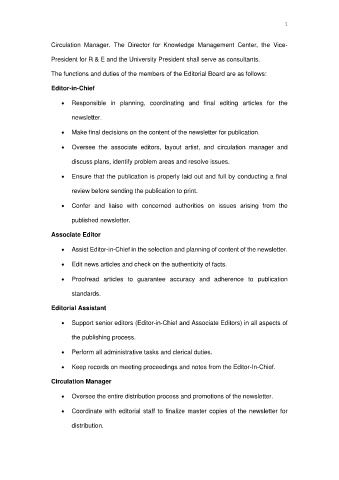 1
Circulation Manager. The Director for Knowledge Management Center, the Vice-
President for R & E and the University President shall serve as consultants.
The functions and duties of the members of the Editorial Board are as follows:
Editor-in-Chief
• Responsible in planning, coordinating and final editing articles for the
newsletter.
• Make final decisions on the content of the newsletter for publication.
• Oversee the associate editors, layout artist, and circulation manager and
discuss plans, identify problem areas and resolve issues.
• Ensure that the publication is properly laid out and full by conducting a final
review before sending the publication to print.
• Confer and liaise with concerned authorities on issues arising from the
published newsletter.
Associate Editor
• Assist Editor-in-Chief in the selection and planning of content of the newsletter.
• Edit news articles and check on the authenticity of facts.
• Proofread articles to guarantee accuracy and adherence to publication
standards.
Editorial Assistant
• Support senior editors (Editor-in-Chief and Associate Editors) in all aspects of
the publishing process.
• Perform all administrative tasks and clerical duties.
• Keep records on meeting proceedings and notes from the Editor-In-Chief.
Circulation Manager
• Oversee the entire distribution process and promotions of the newsletter.
• Coordinate with editorial staff to finalize master copies of the newsletter for
distribution.